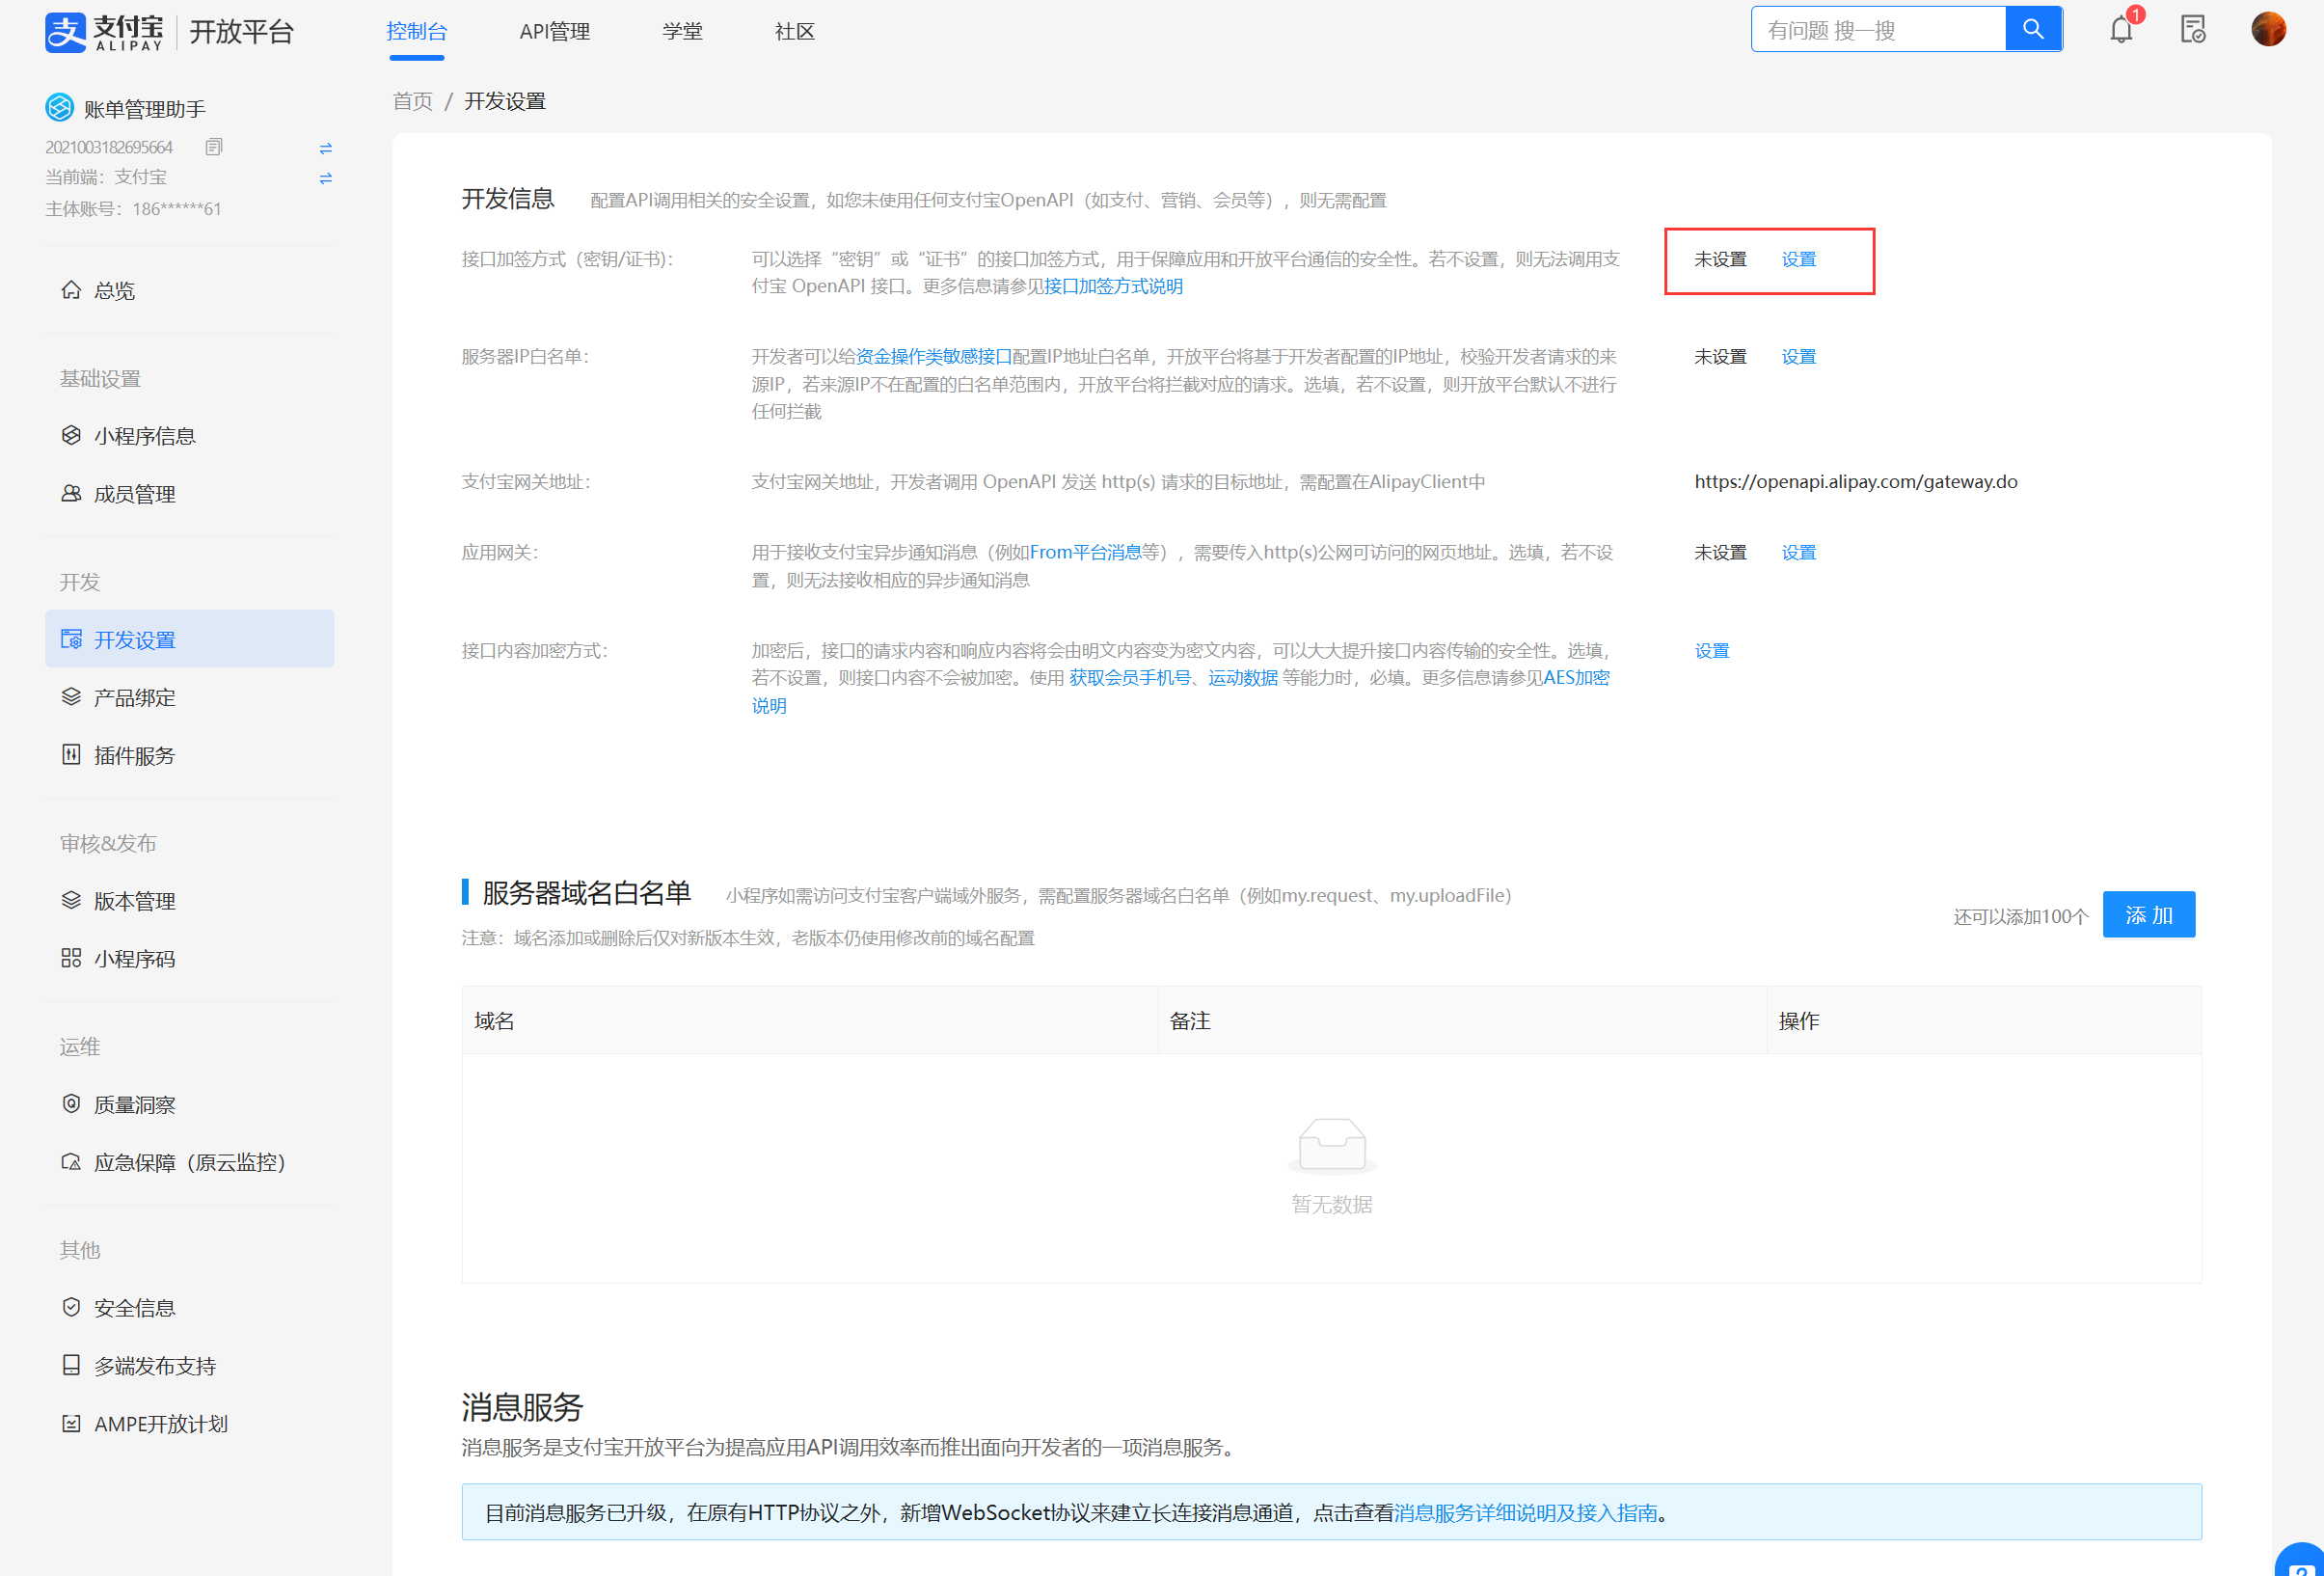 支付宝 ALIPAY 开放平台
控制台 API管理 学堂 社区
有问题 搜一搜
1
账单管理助手
2021003182695664
当前端：支付宝
主体账号：186******61
总览
基础设置
小程序信息
成员管理
开发
开发设置
产品绑定
插件服务
审核&发布
版本管理
小程序码
运维
质量洞察
应急保障（原云监控）
其他
安全信息
多端发布支持
AMPE开放计划
首页 / 开发设置
开发信息 配置API调用相关的安全设置，如您未使用任何支付宝OpenAPI（如支付、营销、会员等），则无需配置
接口加签方式（密钥/证书）：
可以选择“密钥”或“证书”的接口加签方式，用于保障应用和开放平台通信的安全性。若不设置，则无法调用支
付宝 OpenAPI 接口。更多信息请参见接口加签方式说明
未设置 设置
服务器IP白名单：
开发者可以给资金操作类敏感接口配置IP地址白名单，开放平台将基于开发者配置的IP地址，校验开发者请求的来
源IP，若来源IP不在配置的白名单范围内，开放平台将拦截对应的请求。选填，若不设置，则开放平台默认不进行
任何拦截
未设置 设置
支付宝网关地址：
支付宝网关地址，开发者调用 OpenAPI 发送 http(s) 请求的目标地址，需配置在AlipayClient中
https://openapi.alipay.com/gateway.do
应用网关：
用于接收支付宝异步通知消息（例如From平台消息等），需要传入http(s)公网可访问的网页地址。选填，若不设
置，则无法接收相应的异步通知消息
未设置 设置
接口内容加密方式：
加密后，接口的请求内容和响应内容将会由明文内容变为密文内容，可以大大提升接口内容传输的安全性。选填，
若不设置，则接口内容不会被加密。使用 获取会员手机号、运动数据 等能力时，必填。更多信息请参见AES加密
说明
设置
服务器域名白名单 小程序如需访问支付宝客户端域外服务，需配置服务器域名白名单（例如my.request、my.uploadFile）
注意：域名添加或删除后仅对新版本生效，老版本仍使用修改前的域名配置
还可以添加100个 添 加
域名 备注 操作
暂无数据
消息服务
消息服务是支付宝开放平台为提高应用API调用效率而推出面向开发者的一项消息服务。
目前消息服务已升级，在原有HTTP协议之外，新增WebSocket协议来建立长连接消息通道，点击查看消息服务详细说明及接入指南。